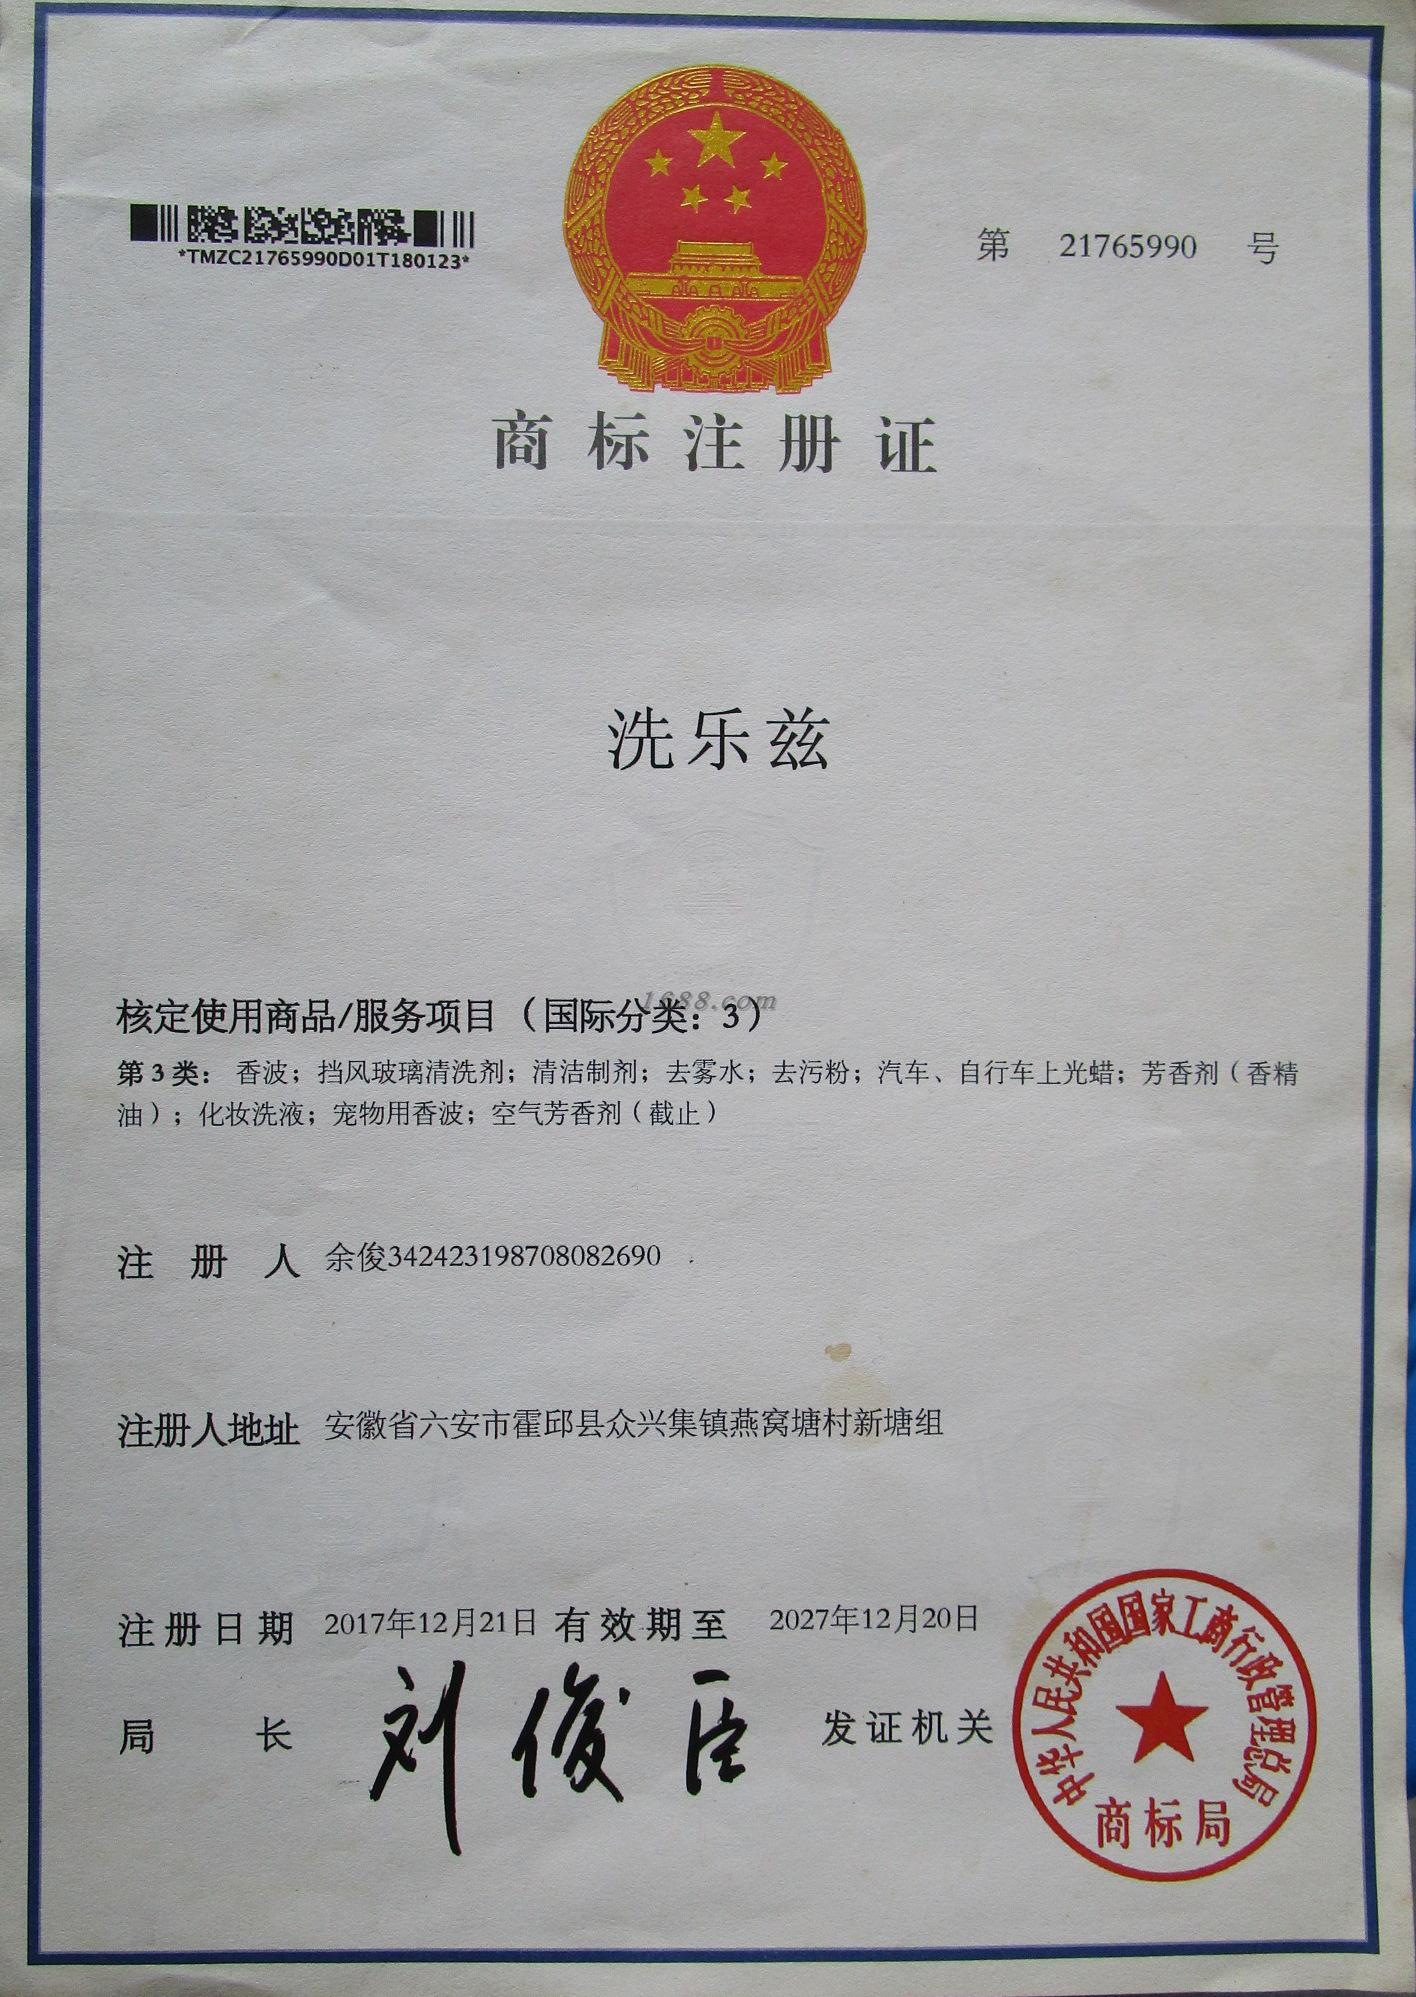 *TMZC21765990D01T180123*
第 21765990 号
商标注册证
洗乐兹
1688.com
核定使用商品/服务项目（国际分类：3）
第3类：香波；挡风玻璃清洗剂；清洁制剂；去雾水；去污粉；汽车、自行车上光蜡；芳香剂（香精
油）；化妆洗液；宠物用香波；空气芳香剂（截止）
注册人 余俊342423198708082690
注册人地址 安徽省六安市霍邱县众兴集镇燕窝塘村新塘组
注册日期 2017年12月21日 有效期至 2027年12月20日
局长 刘俊臣 发证机关
中华人民共和国国家工商行政管理总局
商标局